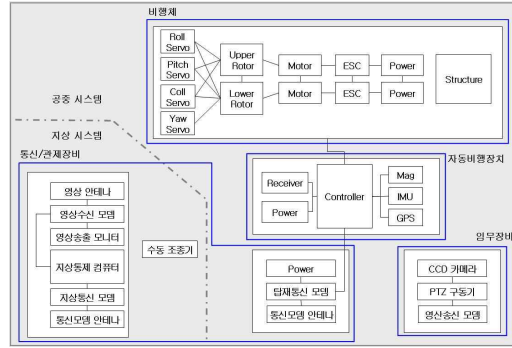 비행체
Roll
Servo
Pitch
Servo
Coll
Servo
Yaw
Servo
Upper
Rotor
Lower
Rotor
Motor
ESC
Power
Motor
ESC
Power
Structure
공중 시스템
지상 시스템
통신/관제장비
영상 안테나
영상수신 모뎀
영상송출 모니터
지상통제 컴퓨터
지상통신 모뎀
통신모뎀 안테나
수동 조종기
자동비행장치
Receiver
Power
Controller
Mag
IMU
GPS
Power
탑재통신 모뎀
통신모뎀 안테나
임무장비
CCD 카메라
PTZ 구동기
영산송신 모뎀